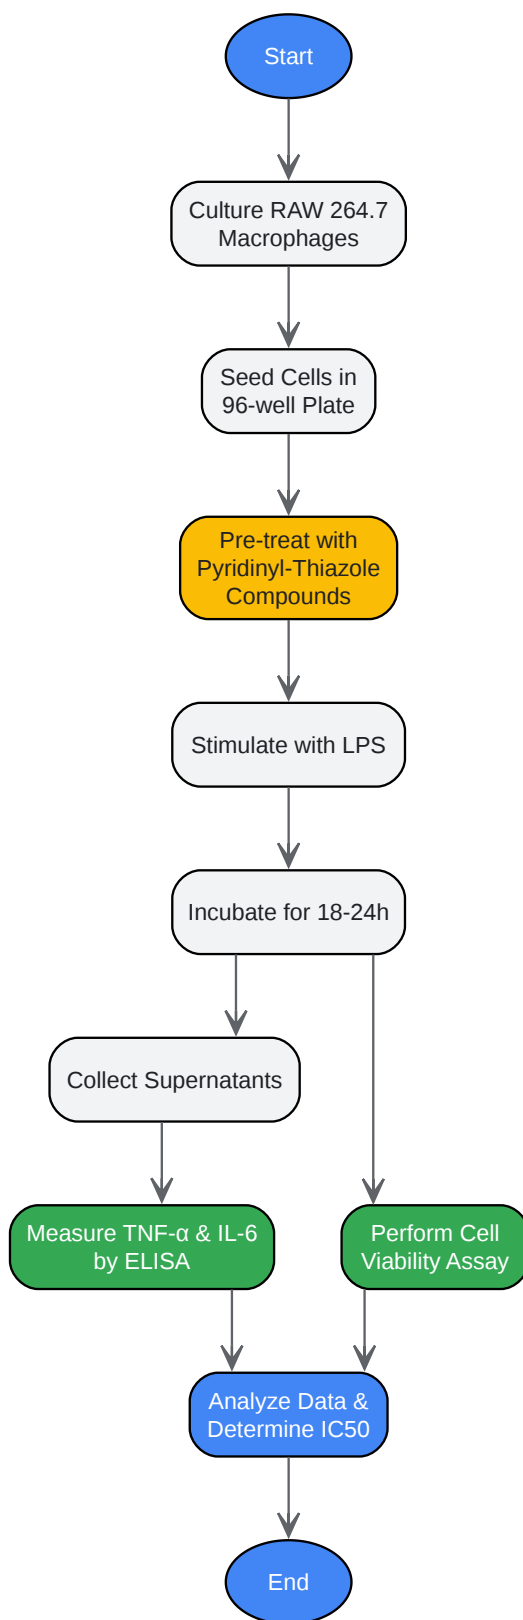 Start
Culture RAW 264.7
Macrophages
Seed Cells in
96-well Plate
Pre-treat with
Pyridinyl-Thiazole
Compounds
Stimulate with LPS
Incubate for 18-24h
Collect Supernatants
Measure TNF-α & IL-6
by ELISA
Perform Cell
Viability Assay
Analyze Data &
Determine IC50
End